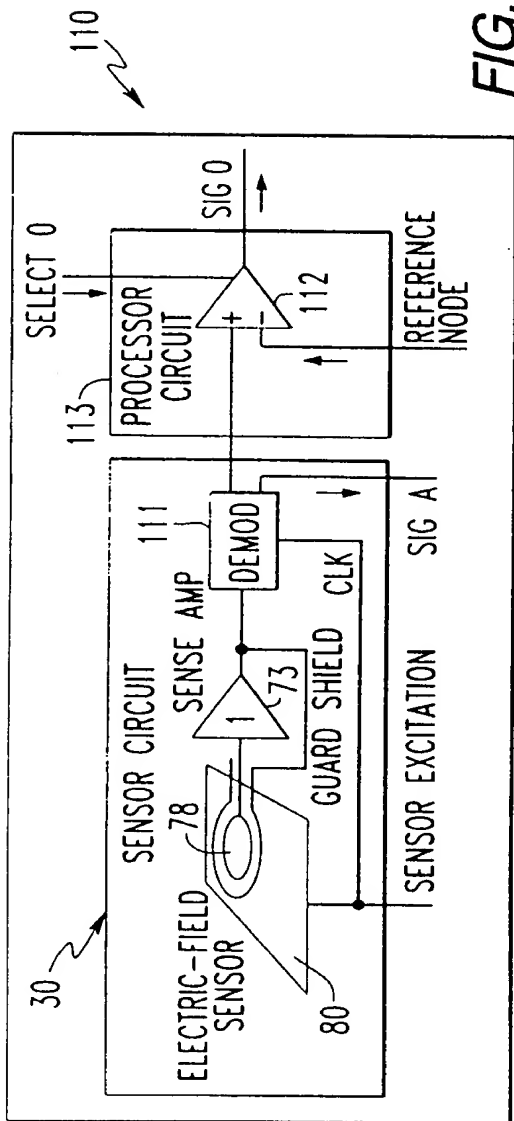 110
FIG.
SELECT 0
113
PROCESSOR
CIRCUIT
SIG 0
+
−
112
REFERENCE
NODE
30
SENSOR CIRCUIT
SENSE AMP
111
DEMOD
78
1
73
CLK
SIG A
ELECTRIC-FIELD
SENSOR
GUARD SHIELD
80
SENSOR EXCITATION